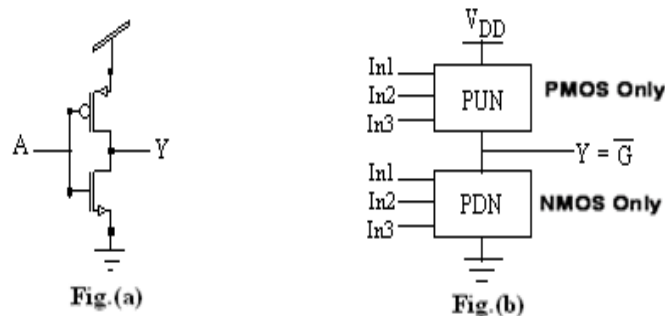 A
Y
Fig.(a)
VDD
In1
In2
In3
PUN
PMOS Only
Y = G̅
In1
In2
In3
PDN
NMOS Only
Fig.(b)